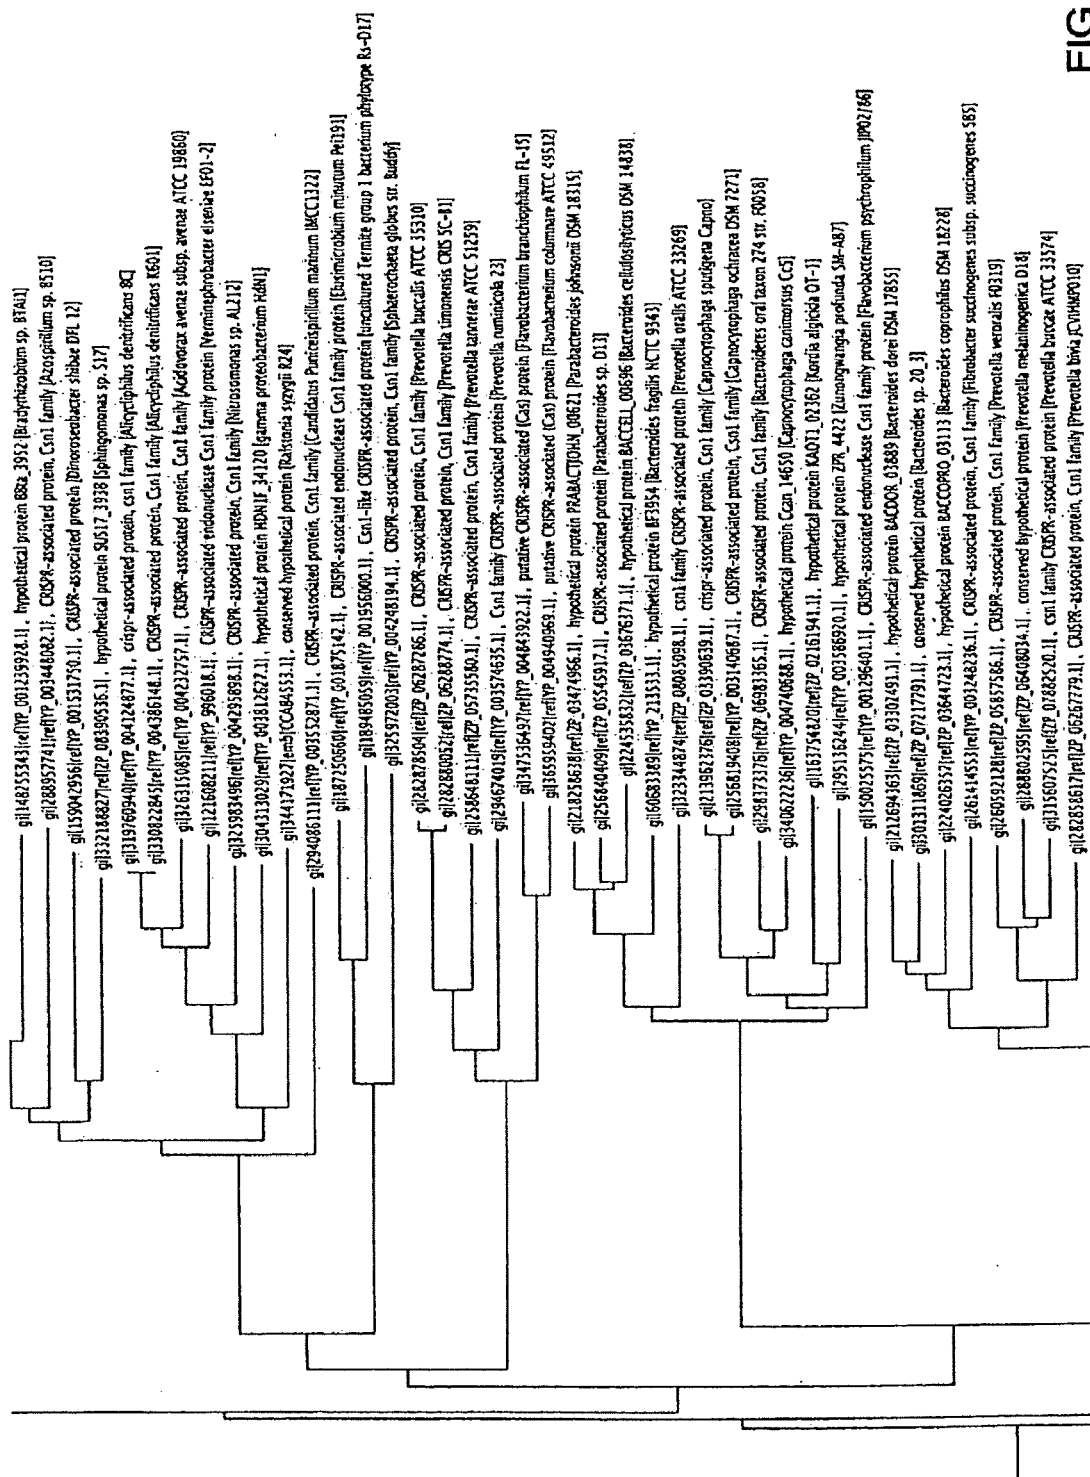 gi|148255343|ref|YP_001239928.1|, hypothetical protein BBta_3952 [Bradyrhizobium sp. BTAi1]
gi|288957741|ref|YP_003448082.1|, CRISPR-associated protein, Csn1 family [Azospirillum sp. B510]
gi|159042956|ref|YP_001531750.1|, CRISPR-associated protein [Dinoroseobacter shibae DFL 12]
gi|332188827|ref|ZP_08390536.1|, hypothetical protein SUS17_3938 [Sphingomonas sp. S17]
gi|319760940|ref|YP_004124877.1|, crispr-associated protein, csn1 family [Alicycliphilus denitrificans BC]
gi|330822845|ref|YP_004386148.1|, CRISPR-associated protein, Csn1 family [Alicycliphilus denitrificans K601]
gi|326315085|ref|YP_004232757.1|, CRISPR-associated protein, Csn1 family [Acidovorax avenae subsp. avenae ATCC 19860]
gi|121608211|ref|YP_996018.1|, CRISPR-associated endonuclease Csn1 family protein [Verminephrobacter eiseniae EF01-2]
gi|325983496|ref|YP_004295898.1|, CRISPR-associated protein, Csn1 family [Nitrosomonas sp. AL212]
gi|304313029|ref|YP_003812627.1|, hypothetical protein HDN1F_34120 [gamma proteobacterium HdN1]
gi|344171927|emb|CCA84553.1|, conserved hypothetical protein [Ralstonia syzygii R24]
gi|294086111|ref|YP_003552871.1|, CRISPR-associated protein, Csn1 family [Candidatus Puniceispirillum marinum IMCC1322]
gi|187250660|ref|YP_001875142.1|, CRISPR-associated endonuclease Csn1 family protein [Elusimicrobium minutum Pei191]
gi|189485059|ref|YP_001956000.1|, Csn1-like CRISPR-associated protein [uncultured Termite group 1 bacterium phylotype Rs-D17]
gi|325972003|ref|YP_004248194.1|, CRISPR-associated protein, Csn1 family [Sphaerochaeta globus str. Buddy]
gi|282878504|ref|ZP_06287286.1|, CRISPR-associated protein, Csn1 family [Prevotella buccalis ATCC 35310]
gi|282880052|ref|ZP_06288774.1|, CRISPR-associated protein, Csn1 family [Prevotella timonensis CRIS 5C-B1]
gi|258648111|ref|ZP_05735580.1|, CRISPR-associated protein, Csn1 family [Prevotella tannerae ATCC 51259]
gi|294674019|ref|YP_003574635.1|, Csn1 family CRISPR-associated protein [Prevotella ruminicola 23]
gi|347536497|ref|YP_004843922.1|, putative CRISPR-associated (Cas) protein [Flavobacterium branchiophilum FL-15]
gi|365959402|ref|YP_004940969.1|, putative CRISPR-associated (Cas) protein [Flavobacterium columnare ATCC 49512]
gi|218258638|ref|ZP_03474966.1|, hypothetical protein PRABACTJOHN_00621 [Parabacteroides johnsonii DSM 18315]
gi|256840409|ref|ZP_05545917.1|, CRISPR-associated protein [Parabacteroides sp. D13]
gi|224535832|ref|ZP_03676371.1|, hypothetical protein BACCELL_00696 [Bacteroides cellulosilyticus DSM 14838]
gi|60683389|ref|YP_213533.1|, hypothetical protein BF3954 [Bacteroides fragilis NCTC 9343]
gi|323344874|ref|ZP_08085098.1|, csn1 family CRISPR-associated protein [Prevotella oralis ATCC 33269]
gi|213962376|ref|ZP_03390639.1|, crispr-associated protein, Csn1 family [Capnocytophaga sputigena Capno]
gi|256819408|ref|YP_003140687.1|, CRISPR-associated protein, Csn1 family [Capnocytophaga ochracea DSM 7271]
gi|298373376|ref|ZP_06983365.1|, CRISPR-associated protein, Csn1 family [Bacteroidetes oral taxon 274 str. F0058]
gi|340622236|ref|YP_004740688.1|, hypothetical protein Ccan_14650 [Capnocytophaga canimorsus Cc5]
gi|163754820|ref|ZP_02161941.1|, hypothetical protein KAOT1_02362 [Kordia algicida OT-1]
gi|295136244|ref|YP_003586920.1|, hypothetical protein ZPR_4422 [Zunongwangia profunda SM-A87]
gi|150025575|ref|YP_001296401.1|, CRISPR-associated endonuclease Csn1 family protein [Flavobacterium psychrophilum JIP02/86]
gi|212694363|ref|ZP_03302491.1|, hypothetical protein BACDOR_03889 [Bacteroides dorei DSM 17855]
gi|301311869|ref|ZP_07217791.1|, conserved hypothetical protein [Bacteroides sp. 20_3]
gi|224026357|ref|ZP_03644723.1|, hypothetical protein BACCOPRO_03113 [Bacteroides coprophilus DSM 18228]
gi|261414553|ref|YP_003248236.1|, CRISPR-associated protein, Csn1 family [Fibrobacter succinogenes subsp. succinogenes S85]
gi|260592128|ref|ZP_05857586.1|, CRISPR-associated protein, Csn1 family [Prevotella veroralis F0319]
gi|288802595|ref|ZP_06408034.1|, conserved hypothetical protein [Prevotella melaninogenica D18]
gi|315607525|ref|ZP_07882520.1|, csn1 family CRISPR-associated protein [Prevotella buccae ATCC 33574]
gi|282858617|ref|ZP_06267779.1|, CRISPR-associated protein, Csn1 family [Prevotella bivia JCVIHMP010]
FIG